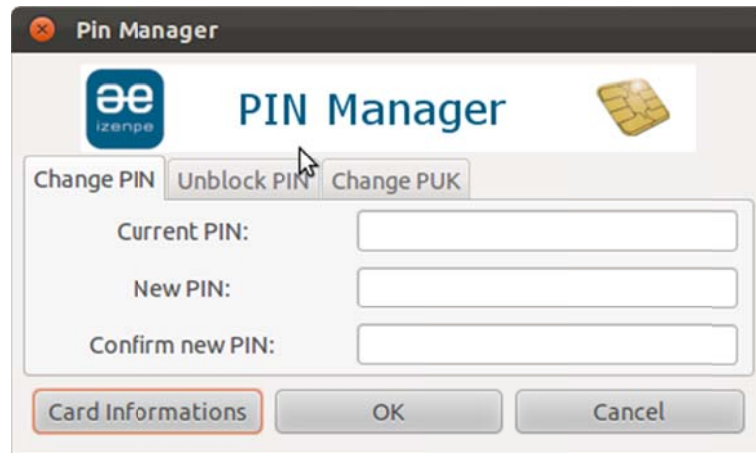 Pin Manager
izenpe
PIN Manager
Change PIN Unblock PIN Change PUK
Current PIN:
New PIN:
Confirm new PIN:
Card Informations OK Cancel